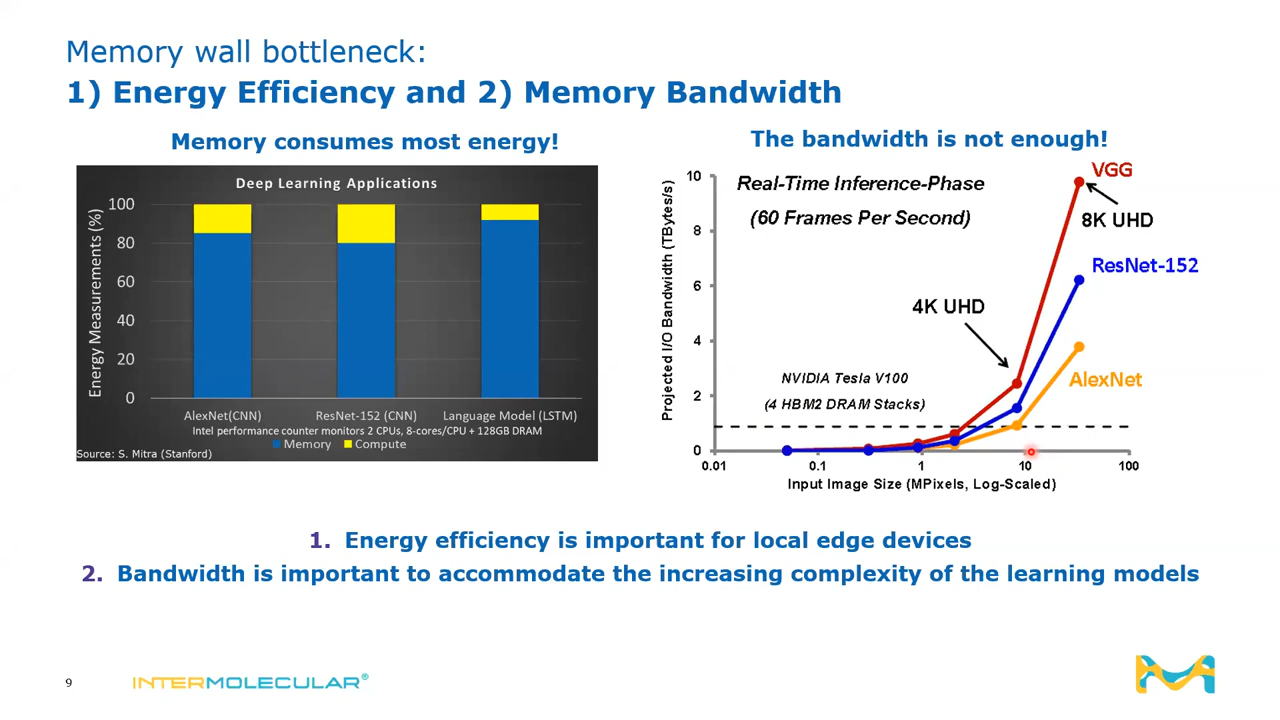 Memory wall bottleneck:
1) Energy Efficiency and 2) Memory Bandwidth
Memory consumes most energy!
Deep Learning Applications
Energy Measurements (%)
100
80
60
40
20
0
AlexNet(CNN) ResNet-152 (CNN) Language Model (LSTM)
Intel performance counter monitors 2 CPUs, 8-cores/CPU + 128GB DRAM
Memory Compute
Source: S. Mitra (Stanford)
The bandwidth is not enough!
Projected I/O Bandwidth (TBytes/s)
10
8
6
4
2
0
Real-Time Inference-Phase
(60 Frames Per Second)
VGG
8K UHD
ResNet-152
4K UHD
AlexNet
NVIDIA Tesla V100
(4 HBM2 DRAM Stacks)
0.01 0.1 1 10 100
Input Image Size (MPixels, Log-Scaled)
1. Energy efficiency is important for local edge devices
2. Bandwidth is important to accommodate the increasing complexity of the learning models
9
INTERMOLECULAR®